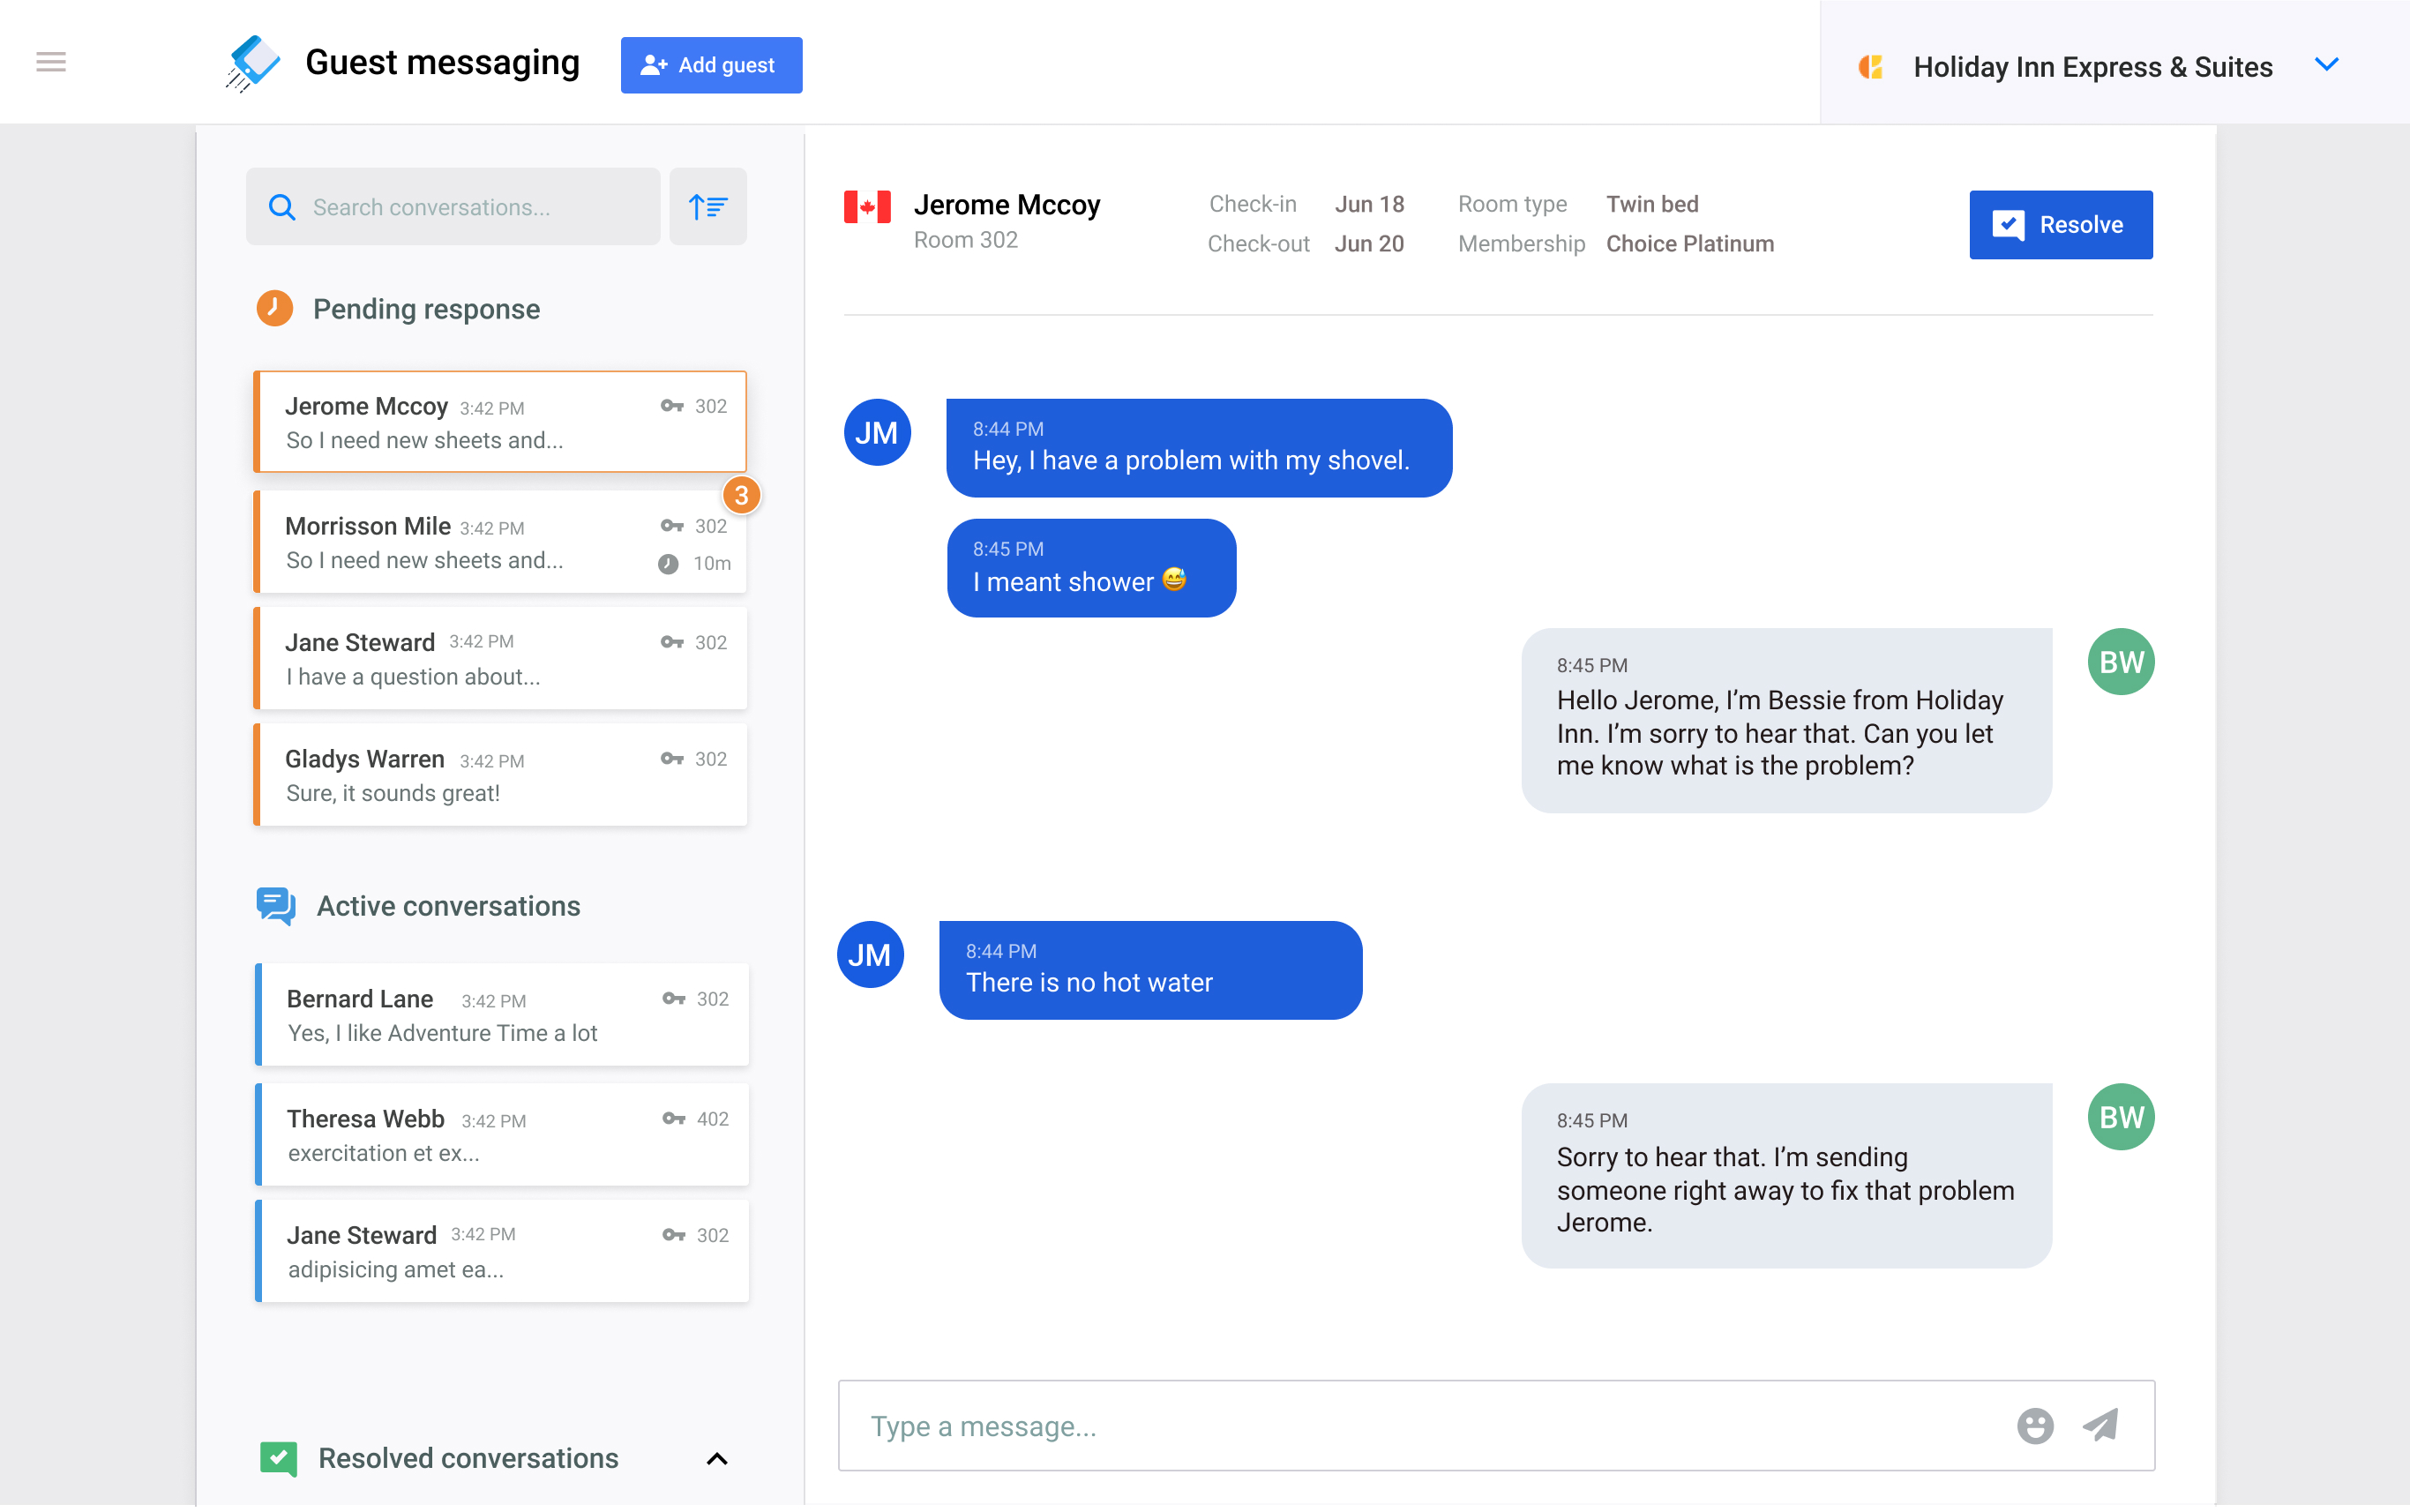 Guest messaging
Add guest
Holiday Inn Express & Suites
Search conversations...
Pending response
Jerome Mccoy 3:42 PM 302
So I need new sheets and...
3
Morrisson Mile 3:42 PM 302
So I need new sheets and... 10m
Jane Steward 3:42 PM 302
I have a question about...
Gladys Warren 3:42 PM 302
Sure, it sounds great!
Active conversations
Bernard Lane 3:42 PM 302
Yes, I like Adventure Time a lot
Theresa Webb 3:42 PM 402
exercitation et ex...
Jane Steward 3:42 PM 302
adipisicing amet ea...
Resolved conversations
Jerome Mccoy Check-in Jun 18 Room type Twin bed
Room 302 Check-out Jun 20 Membership Choice Platinum
Resolve
JM
8:44 PM
Hey, I have a problem with my shovel.
8:45 PM
I meant shower 😅
BW
8:45 PM
Hello Jerome, I’m Bessie from Holiday
Inn. I’m sorry to hear that. Can you let
me know what is the problem?
JM
8:44 PM
There is no hot water
BW
8:45 PM
Sorry to hear that. I’m sending
someone right away to fix that problem
Jerome.
Type a message...